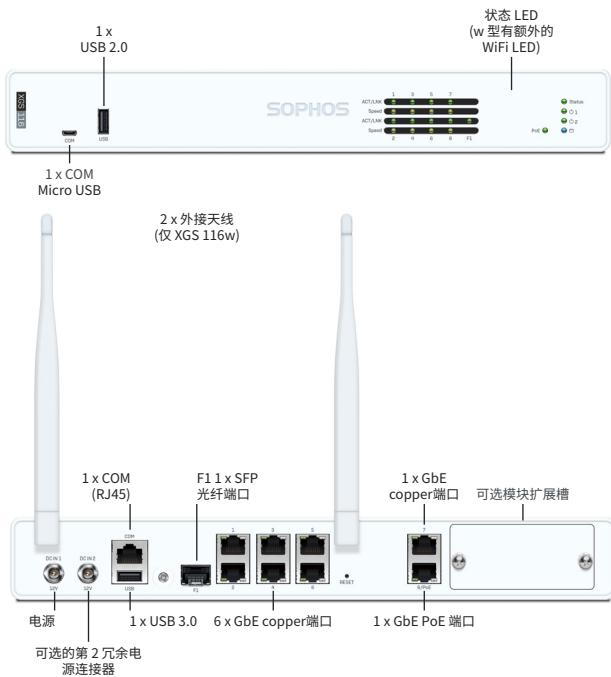 1 x
USB 2.0
状态 LED
(w 型有额外的
WiFi LED)
XGS 116
COM
USB
SOPHOS
1 3 5 7
ACT/LNK
Speed
ACT/LNK
Speed
2 4 6 8 F1
Status
1
2
PoE
1 x COM
Micro USB
2 x 外接天线
(仅 XGS 116w)
1 x COM
(RJ45)
F1 1 x SFP
光纤端口
1 x GbE
copper端口
可选模块扩展槽
DC IN 1
DC IN 2
COM
1 3 5
7
12V
12V
USB
F1
2 4 6
RESET
8/PoE
电源
1 x USB 3.0
6 x GbE copper端口
1 x GbE PoE 端口
可选的第 2 冗余电
源连接器